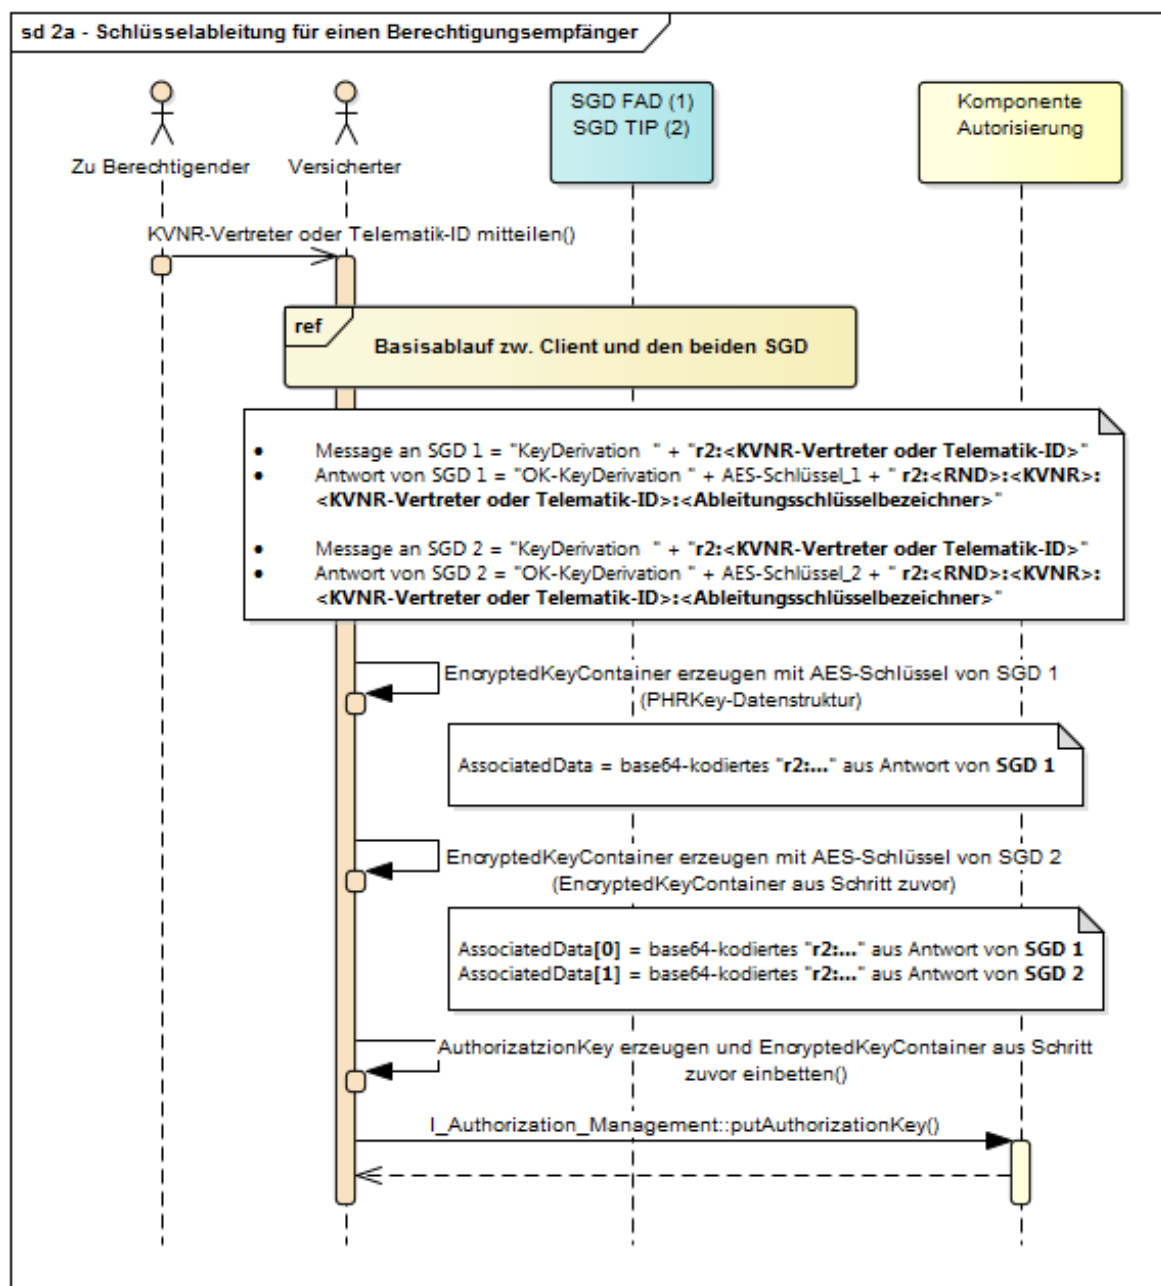 sd 2a - Schlüsselableitung für einen Berechtigungsempfänger
SGD FAD (1)
SGD TIP (2)
Komponente
Autorisierung
Zu Berechtigender
Versicherter
KVNR-Vertreter oder Telematik-ID mitteilen()
ref
Basisablauf zw. Client und den beiden SGD
• Message an SGD 1 = "KeyDerivation " + "r2:<KVNR-Vertreter oder Telematik-ID>"
• Antwort von SGD 1 = "OK-KeyDerivation " + AES-Schlüssel_1 + " r2:<RND>:<KVNR>:
<KVNR-Vertreter oder Telematik-ID>:<Ableitungsschlüsselbezeichner>"
• Message an SGD 2 = "KeyDerivation " + "r2:<KVNR-Vertreter oder Telematik-ID>"
• Antwort von SGD 2 = "OK-KeyDerivation " + AES-Schlüssel_2 + " r2:<RND>:<KVNR>:
<KVNR-Vertreter oder Telematik-ID>:<Ableitungsschlüsselbezeichner>"
EncryptedKeyContainer erzeugen mit AES-Schlüssel von SGD 1
(PHRKey-Datenstruktur)
AssociatedData = base64-kodiertes "r2:..." aus Antwort von SGD 1
EncryptedKeyContainer erzeugen mit AES-Schlüssel von SGD 2
(EncryptedKeyContainer aus Schritt zuvor)
AssociatedData[0] = base64-kodiertes "r2:..." aus Antwort von SGD 1
AssociatedData[1] = base64-kodiertes "r2:..." aus Antwort von SGD 2
AuthorizatzionKey erzeugen und EncryptedKeyContainer aus Schritt
zuvor einbetten()
I_Authorization_Management::putAuthorizationKey()